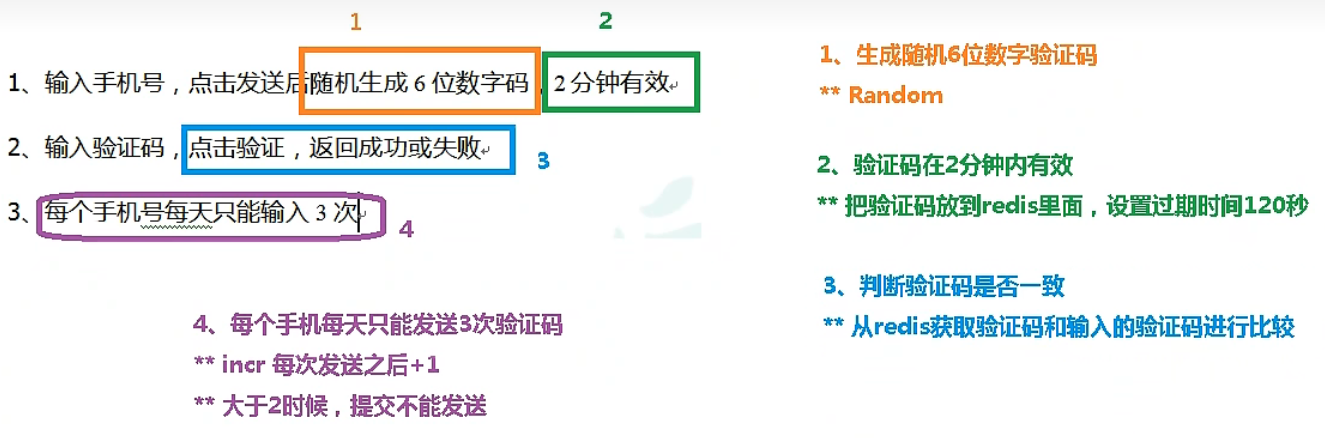 1
2
1、输入手机号，点击发送后随机生成 6 位数字码，2 分钟有效
2、输入验证码，点击验证，返回成功或失败
3
3、每个手机号每天只能输入 3 次
4
4、每个手机每天只能发送3次验证码
** incr 每次发送之后+1
** 大于2时候，提交不能发送
1、生成随机6位数字验证码
** Random
2、验证码在2分钟内有效
** 把验证码放到redis里面，设置过期时间120秒
3、判断验证码是否一致
** 从redis获取验证码和输入的验证码进行比较